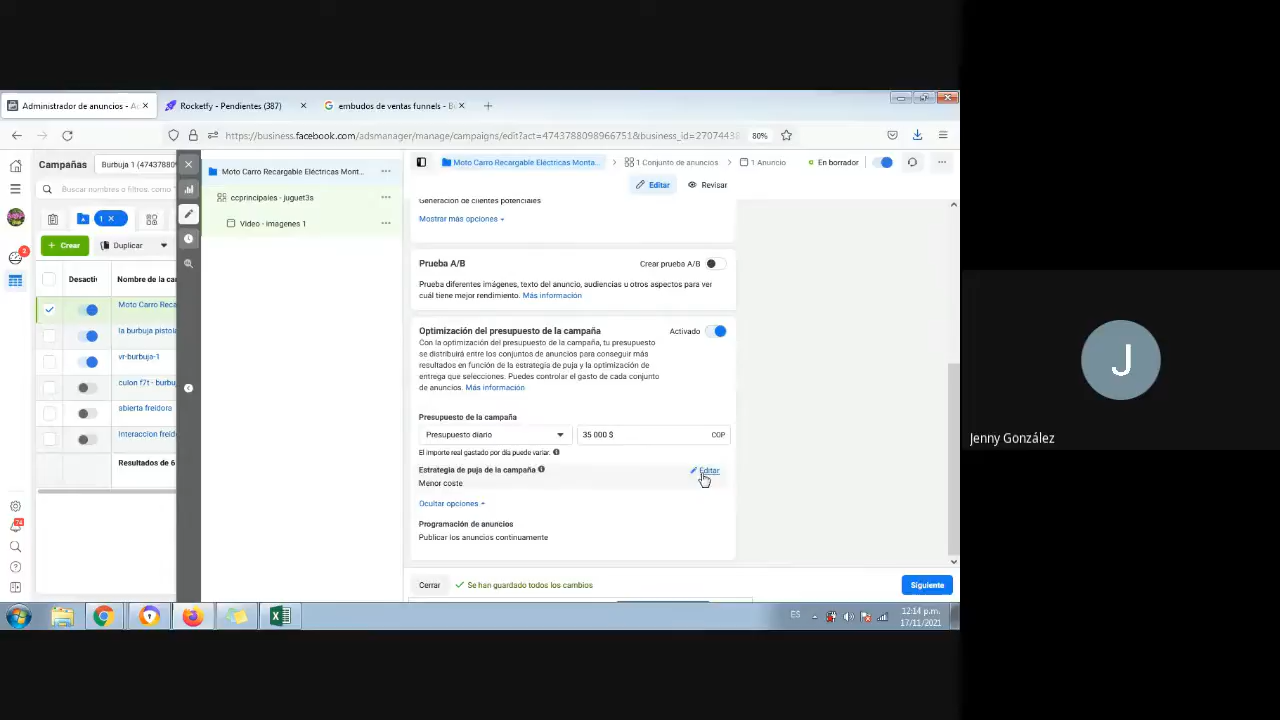 Administrador de anuncios - Ac
Rocketfy - Pendientes (387)
embudos de ventas funnels - B
https://business.facebook.com/adsmanager/manage/campaigns/edit?act=4743788098966751&business_id=27074438
80%
Campañas
Burbuja 1 (47437880
Buscar nombres o filtros, como
1
Crear
Duplicar
Desacti
Nombre de la ca
Moto Carro Reca
la burbuja pistola
vr-burbuja-1
culon f7t - burbu
abierta freidora
Interaccion freid
Resultados de 6
3
74
Moto Carro Recargable Eléctricas Mont...
ccprincipales - juguet3s
Video - Imagenes 1
Moto Carro Recargable Eléctricas Monta...
1 Conjunto de anuncios
1 Anuncio
En borrador
Editar
Revisar
Generación de clientes potenciales
Mostrar más opciones
Prueba A/B
Crear prueba A/B
Prueba diferentes imágenes, texto del anuncio, audiencias u otros aspectos para ver
cuál tiene mejor rendimiento. Más información
Optimización del presupuesto de la campaña
Activado
Con la optimización del presupuesto de la campaña, tu presupuesto
se distribuirá entre los conjuntos de anuncios para conseguir más
resultados en función de la estrategia de puja y la optimización de
entrega que selecciones. Puedes controlar el gasto de cada conjunto
de anuncios. Más información
Presupuesto de la campaña
Presupuesto diario
35 000 $
COP
El importe real gastado por día puede variar.
Estrategia de puja de la campaña
Editar
Menor coste
Ocultar opciones
Programación de anuncios
Publicar los anuncios continuamente
Cerrar
Se han guardado todos los cambios
Siguiente
ES
12:14 p.m.
17/11/2021
J
Jenny González